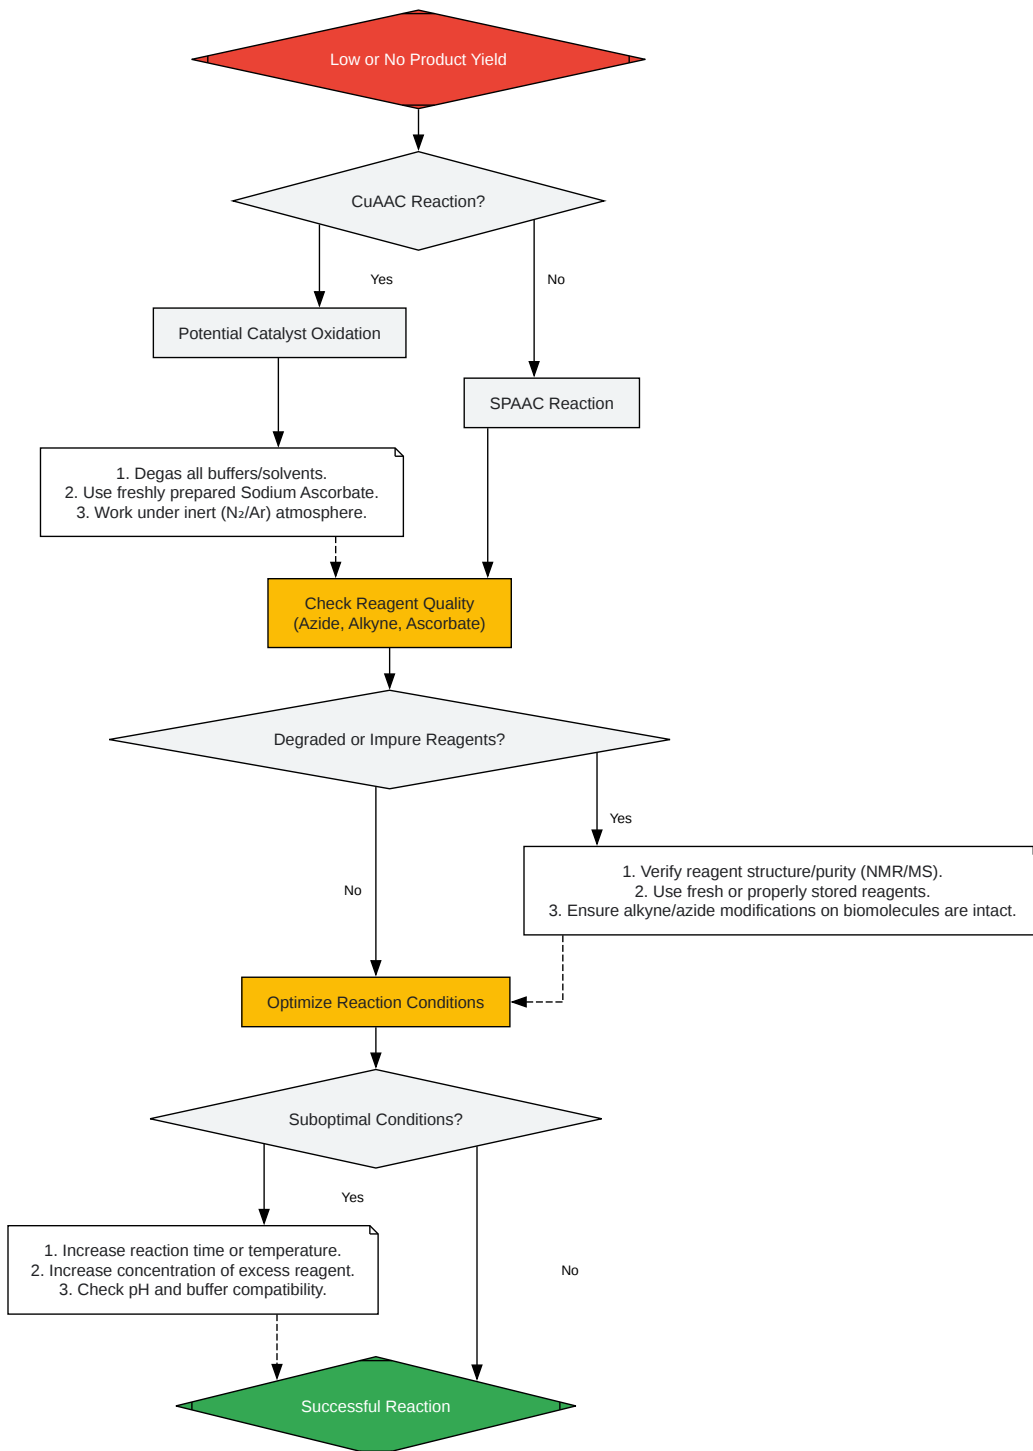 Low or No Product Yield
CuAAC Reaction?
Yes
No
Potential Catalyst Oxidation
SPAAC Reaction
1. Degas all buffers/solvents.
2. Use freshly prepared Sodium Ascorbate.
3. Work under inert (N₂/Ar) atmosphere.
Check Reagent Quality
(Azide, Alkyne, Ascorbate)
Degraded or Impure Reagents?
Yes
No
1. Verify reagent structure/purity (NMR/MS).
2. Use fresh or properly stored reagents.
3. Ensure alkyne/azide modifications on biomolecules are intact.
Optimize Reaction Conditions
Suboptimal Conditions?
Yes
No
1. Increase reaction time or temperature.
2. Increase concentration of excess reagent.
3. Check pH and buffer compatibility.
Successful Reaction